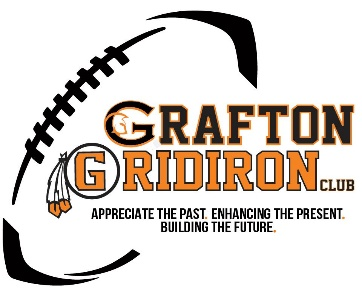 GRAFTON
GRIDIRON CLUB
APPRECIATE THE PAST. ENHANCING THE PRESENT.
BUILDING THE FUTURE.